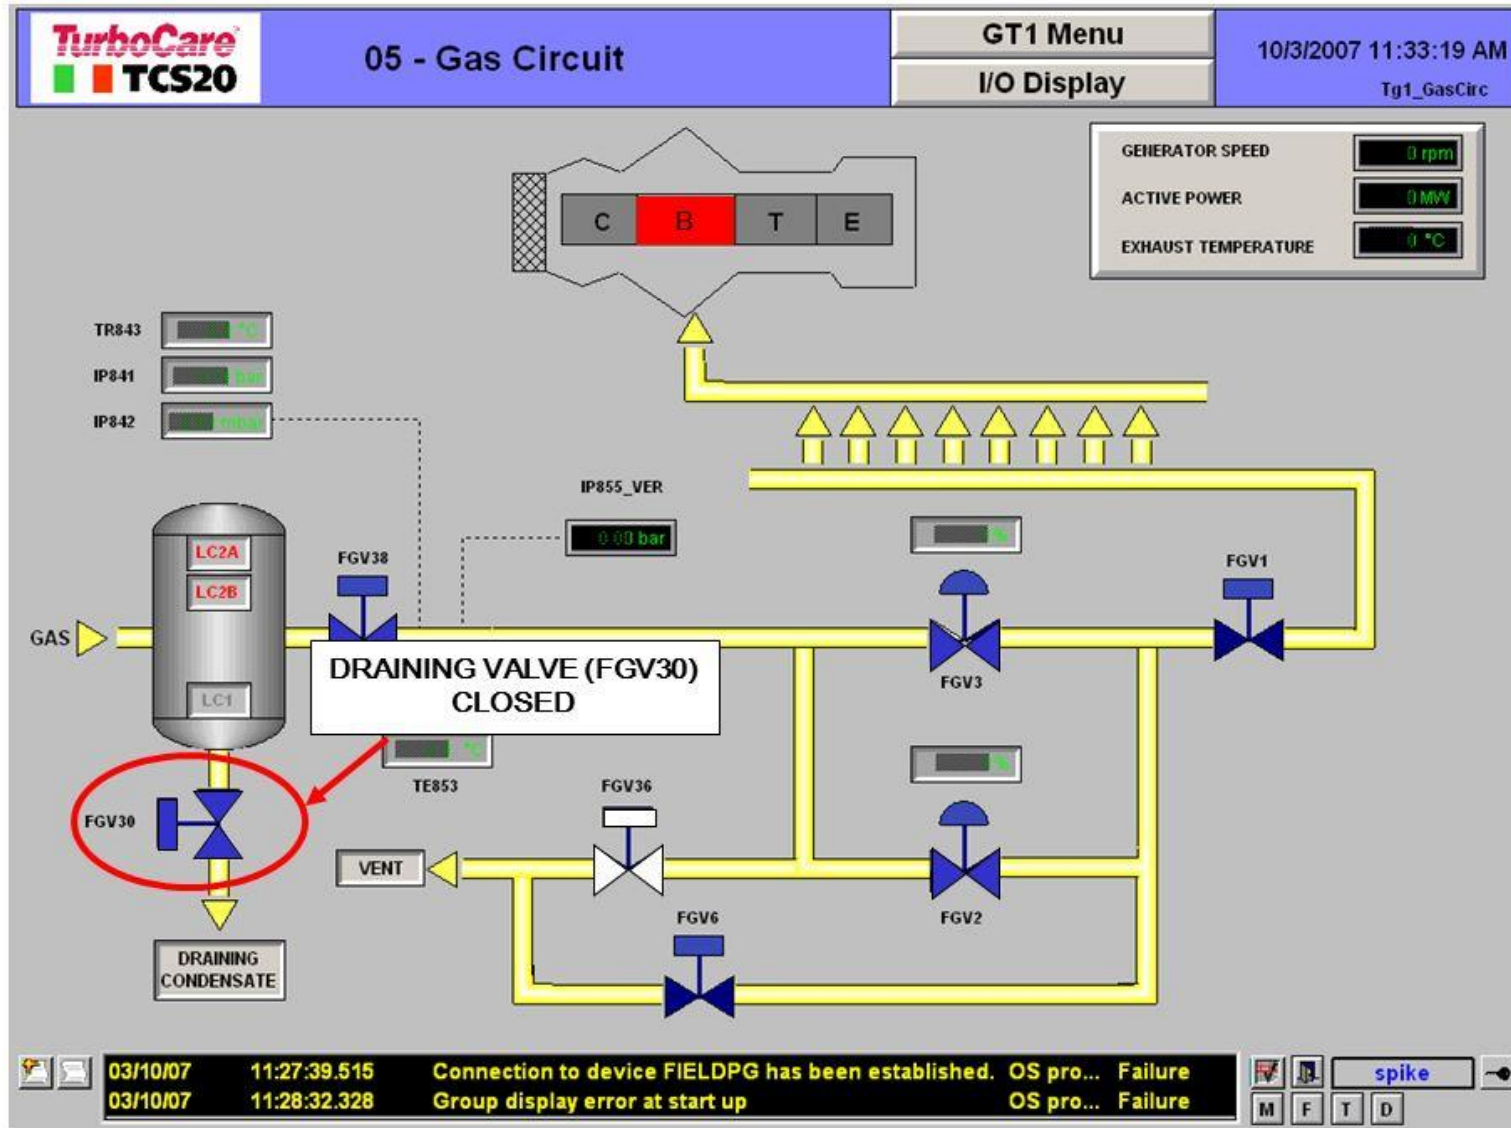 TurboCare
TCS20
05 - Gas Circuit
GT1 Menu
I/O Display
10/3/2007 11:33:19 AM
Tg1_GasCirc
GENERATOR SPEED
0 rpm
ACTIVE POWER
0 MW
EXHAUST TEMPERATURE
0 °C
C B T E
TR843
°C
IP841
bar
IP842
mbar
IP855_VER
0.00 bar
LC2A
LC2B
LC1
GAS
FGV38
%
FGV3
FGV1
DRAINING VALVE (FGV30)
CLOSED
°C
TE853
FGV30
FGV36
%
FGV2
VENT
FGV6
DRAINING
CONDENSATE
03/10/07 11:27:39.515 Connection to device FIELDPG has been established. OS pro... Failure
03/10/07 11:28:32.328 Group display error at start up OS pro... Failure
spike
M F T D